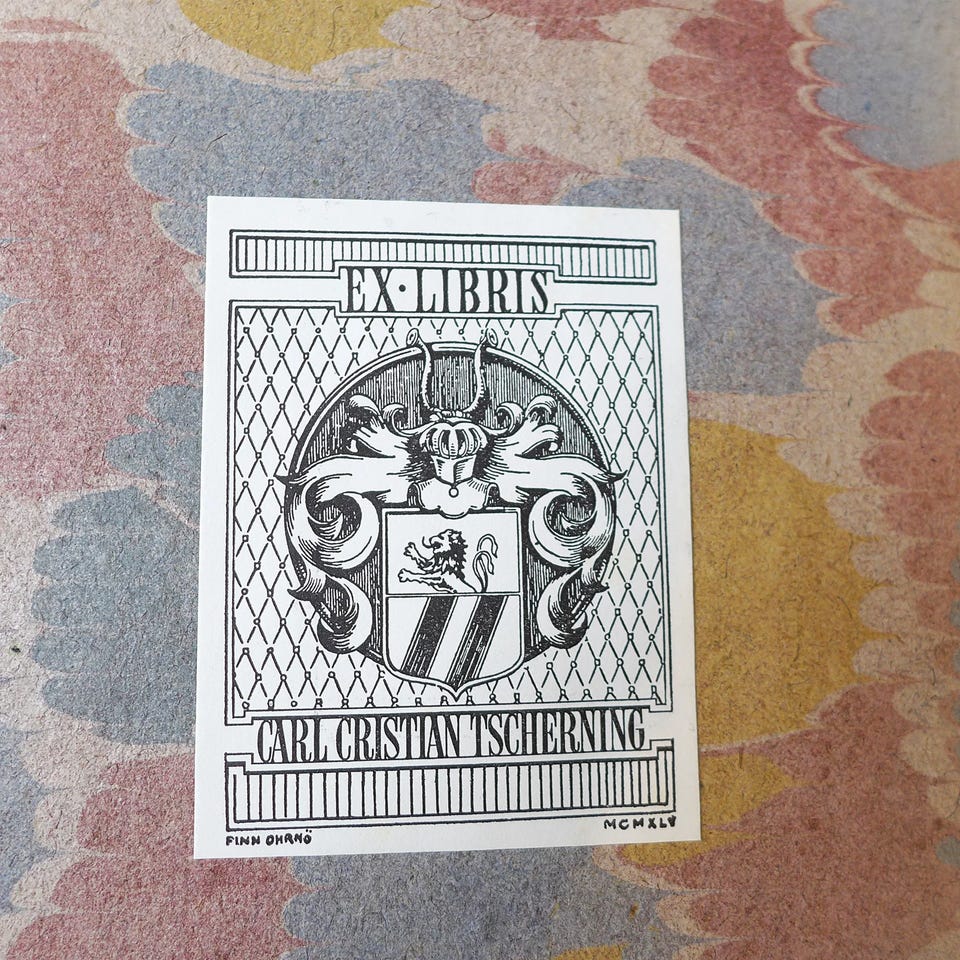 EX·LIBRIS
CARL CRISTIAN TSCHERNING
FINN OHRNÖ
MCMXLV